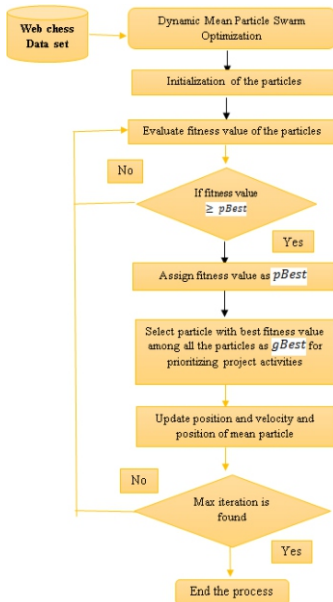 Web chess
Data set
Dynamic Mean Particle Swarm
Optimization
Initialization of the particles
Evaluate fitness value of the particles
No
If fitness value
≥ pBest
Yes
Assign fitness value as pBest
Select particle with best fitness value
among all the particles as gBest for
prioritizing project activities
Update position and velocity and
position of mean particle
No
Max iteration is
found
Yes
End the process